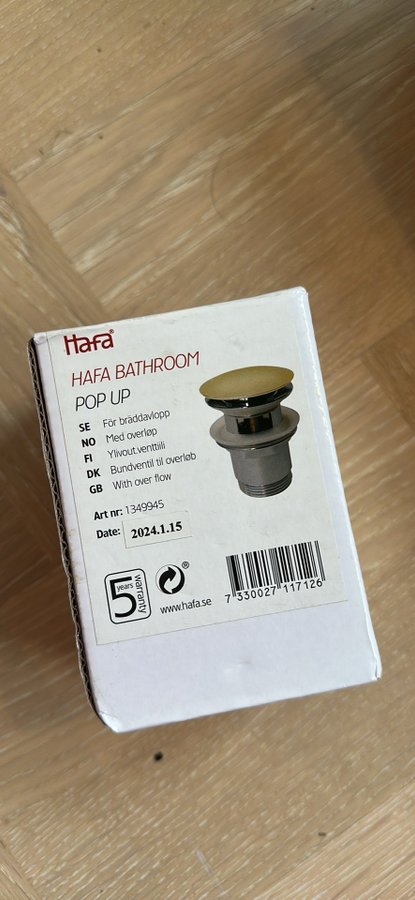 Hafa®
HAFA BATHROOM
POP UP
SE För bräddavlopp
NO Med overløp
FI Ylivout.venttiili
DK Bundventil til overløb
GB With over flow
Art nr: 1349945
Date: 2024.1.15
5 years warranty
®
www.hafa.se
7 330027 117126